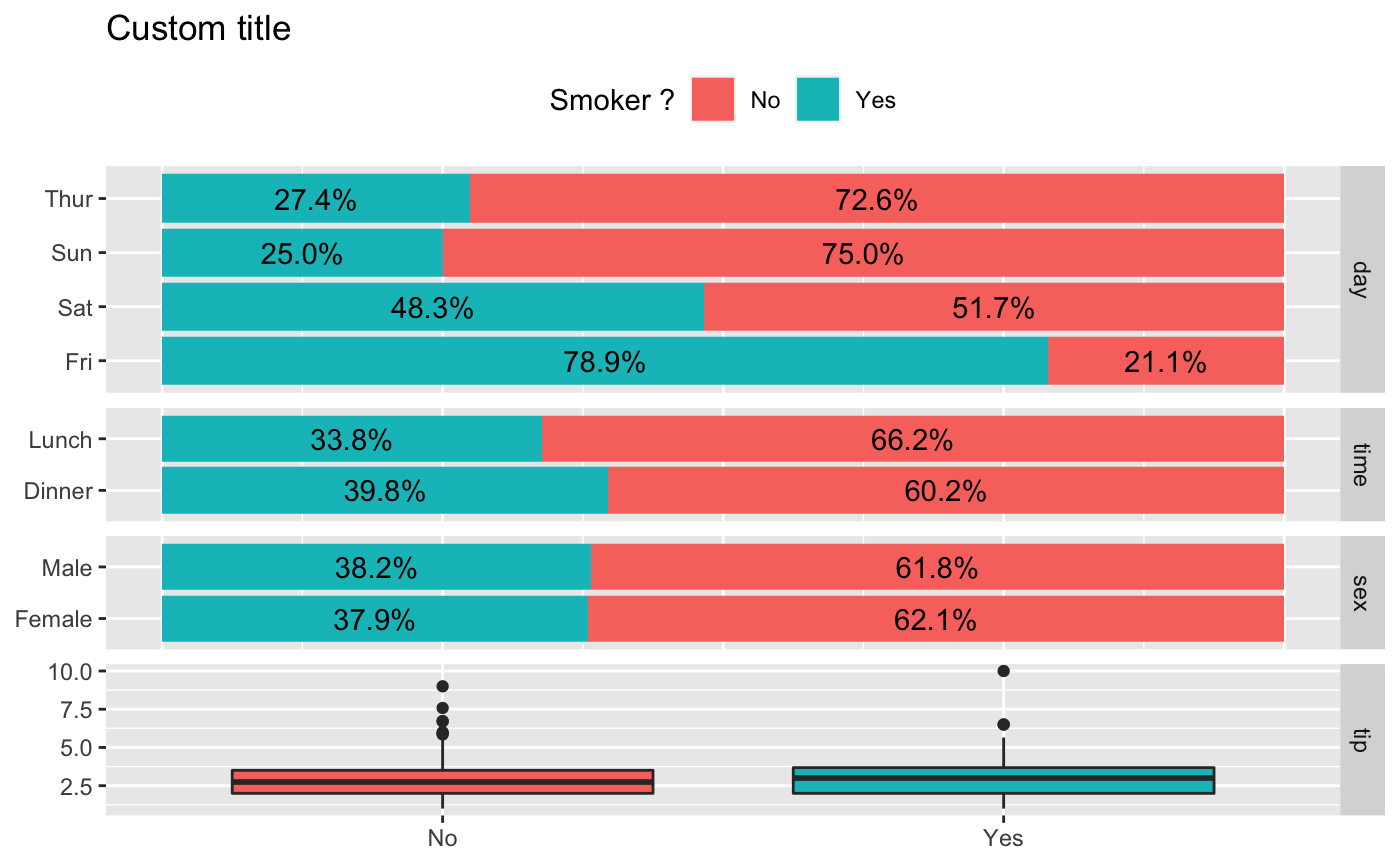 Custom title
Smoker ? No Yes
Thur 27.4% 72.6%
Sun 25.0% 75.0%
Sat 48.3% 51.7%
Fri 78.9% 21.1%
day
Lunch 33.8% 66.2%
Dinner 39.8% 60.2%
time
Male 38.2% 61.8%
Female 37.9% 62.1%
sex
10.0
7.5
5.0
2.5
tip
No Yes